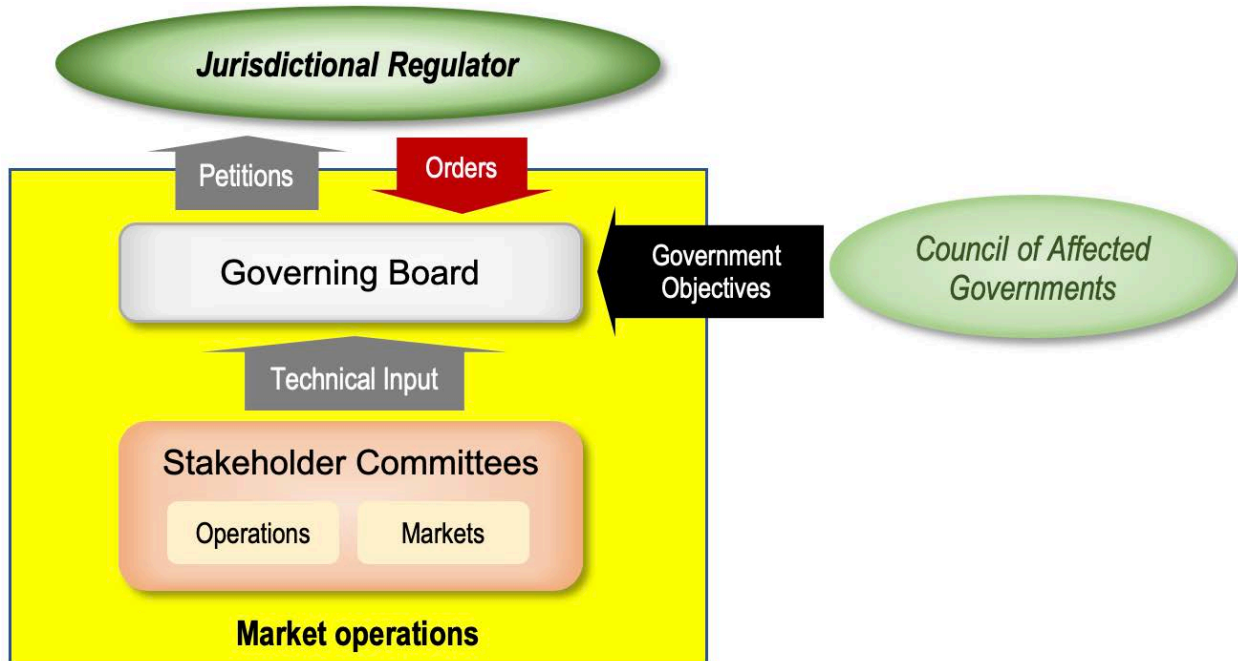 Jurisdictional Regulator
Petitions
Orders
Governing Board
Government
Objectives
Council of Affected
Governments
Technical Input
Stakeholder Committees
Operations
Markets
Market operations